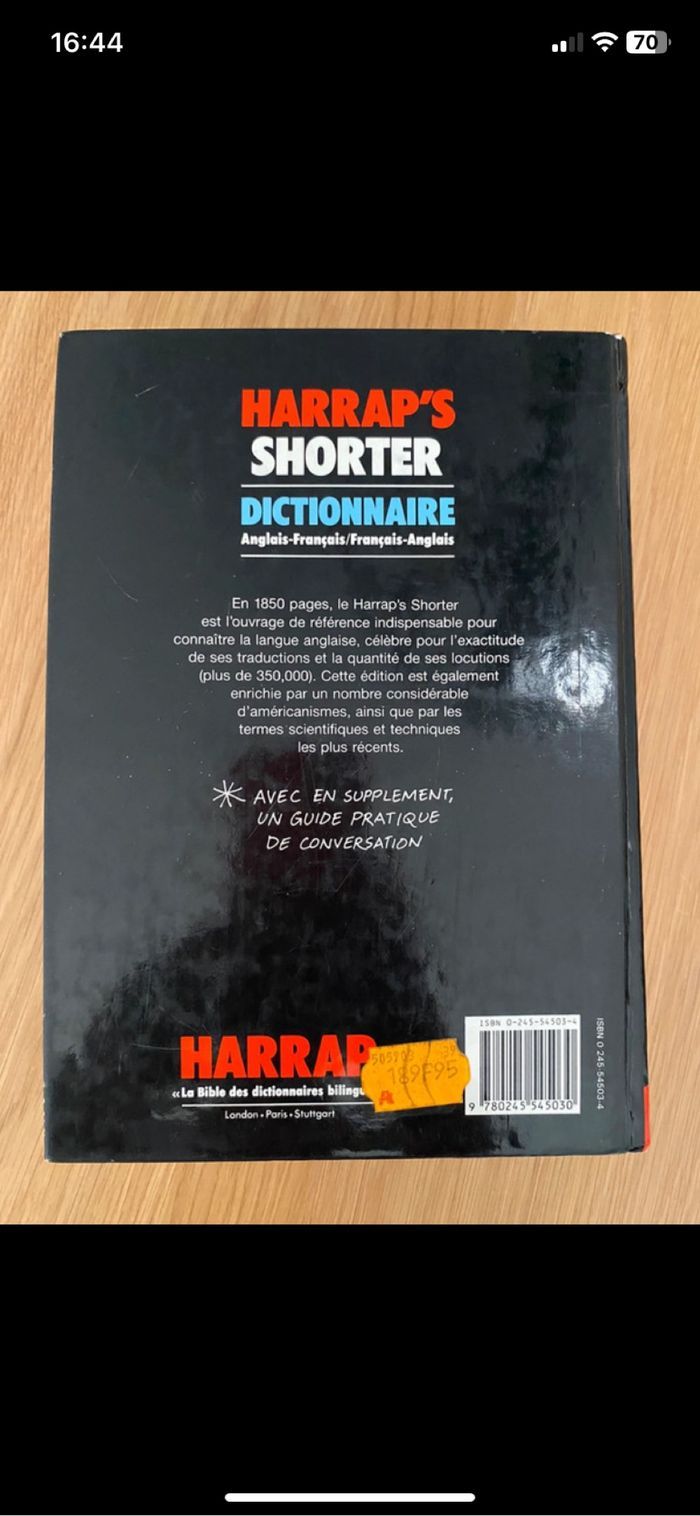 16:44
70
HARRAP'S
SHORTER
DICTIONNAIRE
Anglais-Français/Français-Anglais
En 1850 pages, le Harrap's Shorter
est l'ouvrage de référence indispensable pour
connaître la langue anglaise, célèbre pour l'exactitude
de ses traductions et la quantité de ses locutions
(plus de 350,000). Cette édition est également
enrichie par un nombre considérable
d'américanismes, ainsi que par les
termes scientifiques et techniques
les plus récents.
* AVEC EN SUPPLEMENT,
UN GUIDE PRATIQUE
DE CONVERSATION
HARRAP
«La Bible des dictionnaires
London • Paris • Stuttgart
189F95
A
ISBN 0-245-54503-4
9 780245 545030
ISBN 0 245 54503-4